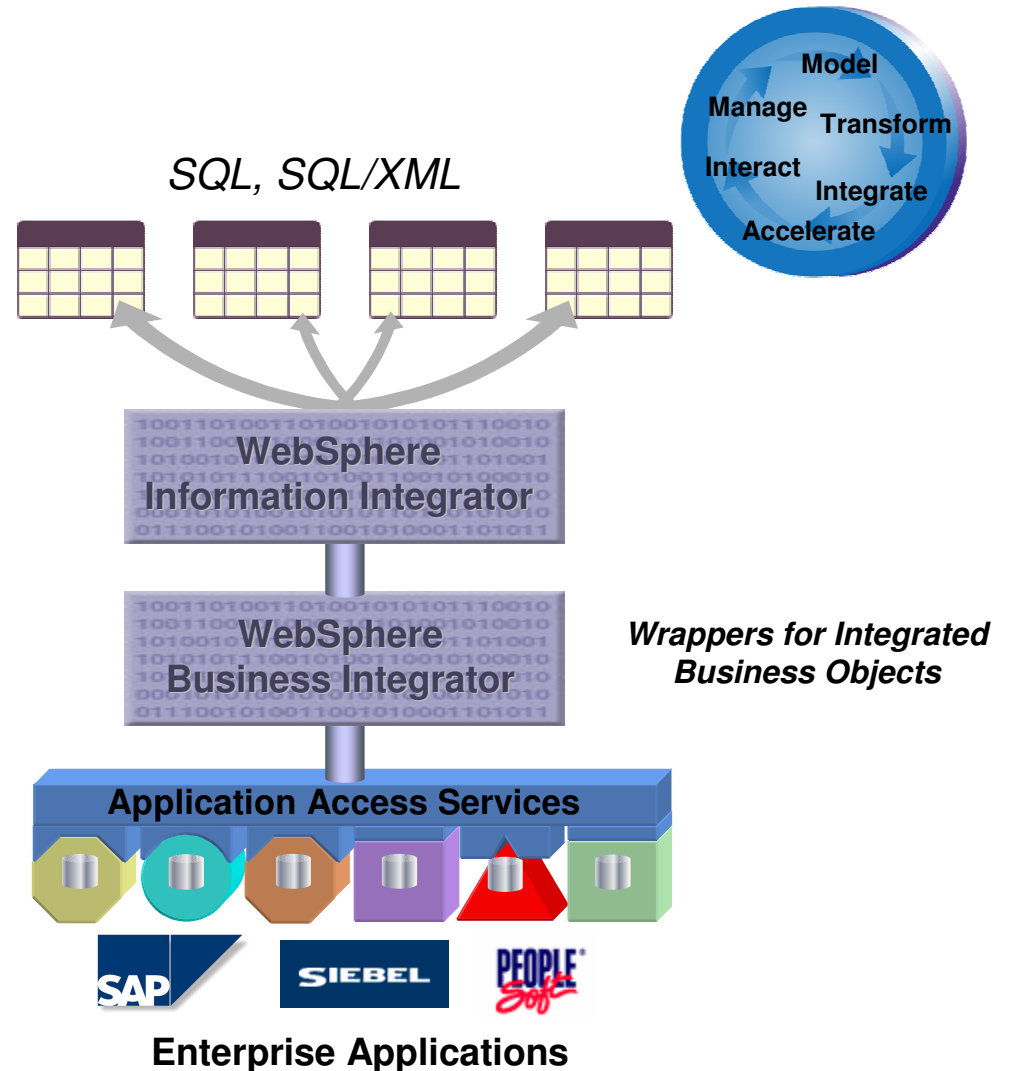 Model
Manage
Transform
Interact
Integrate
Accelerate
SQL, SQL/XML
WebSphere
Information Integrator
WebSphere
Business Integrator
Wrappers for Integrated
Business Objects
Application Access Services
SAP
SIEBEL
PEOPLE
Soft
Enterprise Applications